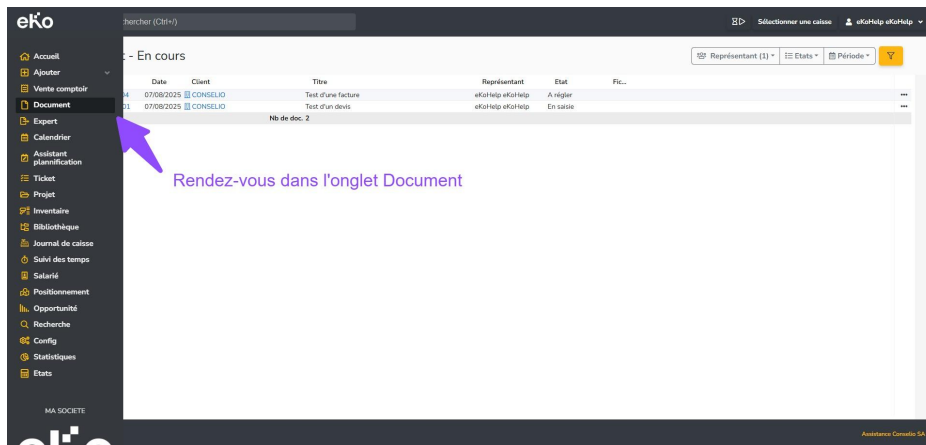 eKo
chercher (Ctrl+/)
Sélectionner une caisse
eKoHelp eKoHelp
- En cours
Représentant (1)
Etats
Période
Accueil
Ajouter
Vente comptoir
Document
Expert
Calendrier
Assistant
plannification
Ticket
Projet
Inventaire
Bibliothèque
Journal de caisse
Suivi des temps
Salarié
Positionnement
Opportunité
Recherche
Config
Statistiques
Etats
MA SOCIETE
Date Client Titre Représentant Etat Fic...
04 07/08/2025 CONSELIO Test d'une facture eKoHelp eKoHelp A régler
01 07/08/2025 CONSELIO Test d'un devis eKoHelp eKoHelp En saisie
Nb de doc. 2
Rendez-vous dans l'onglet Document
Assistance Conselio SA